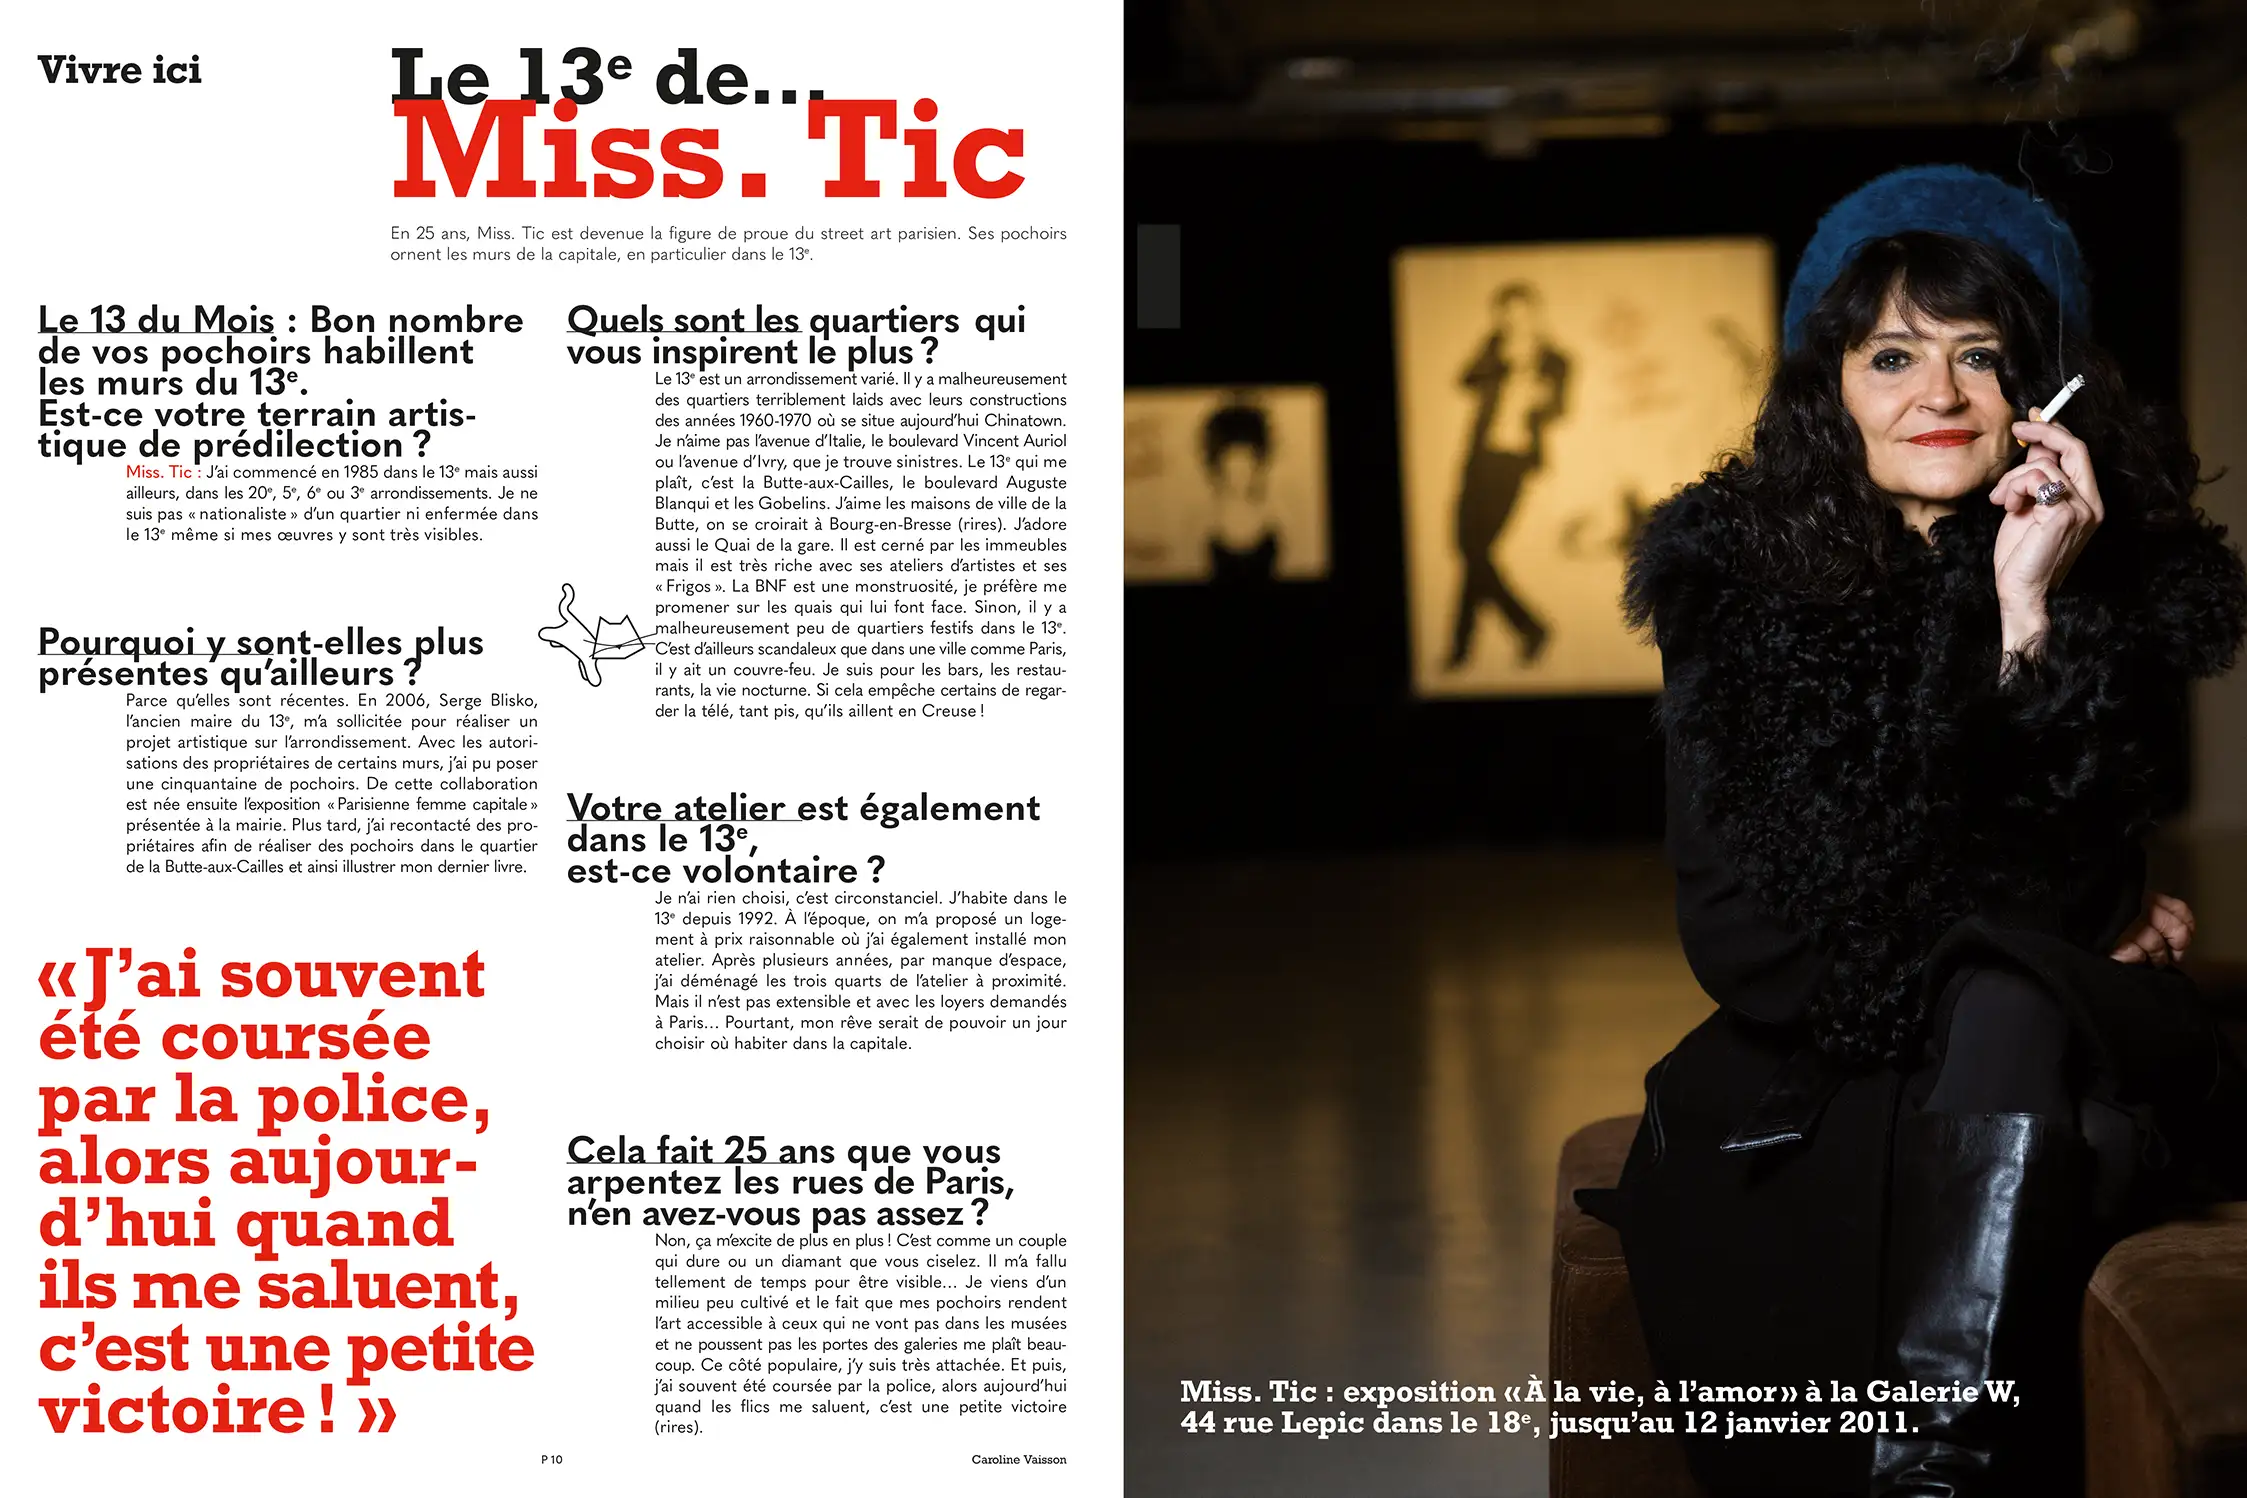 Vivre ici
Le 13e de...
Miss. Tic
En 25 ans, Miss. Tic est devenue la figure de proue du street art parisien. Ses pochoirs
ornent les murs de la capitale, en particulier dans le 13e.
Le 13 du Mois : Bon nombre
de vos pochoirs habillent
les murs du 13e.
Est-ce votre terrain artis-
tique de prédilection ?
Miss. Tic : J’ai commencé en 1985 dans le 13e mais aussi
ailleurs, dans les 20e, 5e, 6e ou 3e arrondissements. Je ne
suis pas « nationaliste » d’un quartier ni enfermée dans
le 13e même si mes œuvres y sont très visibles.
Pourquoi y sont-elles plus
présentes qu’ailleurs ?
Parce qu’elles sont récentes. En 2006, Serge Blisko,
l’ancien maire du 13e, m’a sollicitée pour réaliser un
projet artistique sur l’arrondissement. Avec les autori-
sations des propriétaires de certains murs, j’ai pu poser
une cinquantaine de pochoirs. De cette collaboration
est née ensuite l’exposition « Parisienne femme capitale »
présentée à la mairie. Plus tard, j’ai recontacté des pro-
priétaires afin de réaliser des pochoirs dans le quartier
de la Butte-aux-Cailles et ainsi illustrer mon dernier livre.
« J’ai souvent
été coursée
par la police,
alors aujour-
d’hui quand
ils me saluent,
c’est une petite
victoire ! »
Quels sont les quartiers qui
vous inspirent le plus ?
Le 13e est un arrondissement varié. Il y a malheureusement
des quartiers terriblement laids avec leurs constructions
des années 1960-1970 où se situe aujourd’hui Chinatown.
Je n’aime pas l’avenue d’Italie, le boulevard Vincent Auriol
ou l’avenue d’Ivry, que je trouve sinistres. Le 13e qui me
plaît, c’est la Butte-aux-Cailles, le boulevard Auguste
Blanqui et les Gobelins. J’aime les maisons de ville de la
Butte, on se croirait à Bourg-en-Bresse (rires). J’adore
aussi le Quai de la gare. Il est cerné par les immeubles
mais il est très riche avec ses ateliers d’artistes et ses
« Frigos ». La BNF est une monstruosité, je préfère me
promener sur les quais qui lui font face. Sinon, il y a
malheureusement peu de quartiers festifs dans le 13e.
C’est d’ailleurs scandaleux que dans une ville comme Paris,
il y ait un couvre-feu. Je suis pour les bars, les restau-
rants, la vie nocturne. Si cela empêche certains de regar-
der la télé, tant pis, qu’ils aillent en Creuse !
Votre atelier est également
dans le 13e,
est-ce volontaire ?
Je n’ai rien choisi, c’est circonstanciel. J’habite dans le
13e depuis 1992. À l’époque, on m’a proposé un loge-
ment à prix raisonnable où j’ai également installé mon
atelier. Après plusieurs années, par manque d’espace,
j’ai déménagé les trois quarts de l’atelier à proximité.
Mais il n’est pas extensible et avec les loyers demandés
à Paris... Pourtant, mon rêve serait de pouvoir un jour
choisir où habiter dans la capitale.
Cela fait 25 ans que vous
arpentez les rues de Paris,
n’en avez-vous pas assez ?
Non, ça m’excite de plus en plus ! C’est comme un couple
qui dure ou un diamant que vous ciselez. Il m’a fallu
tellement de temps pour être visible... Je viens d’un
milieu peu cultivé et le fait que mes pochoirs rendent
l’art accessible à ceux qui ne vont pas dans les musées
et ne poussent pas les portes des galeries me plaît beau-
coup. Ce côté populaire, j’y suis très attachée. Et puis,
j’ai souvent été coursée par la police, alors aujourd’hui
quand les flics me saluent, c’est une petite victoire
(rires).
P 10
Caroline Vaisson
Miss. Tic : exposition « À la vie, à l’amor » à la Galerie W,
44 rue Lepic dans le 18e, jusqu’au 12 janvier 2011.